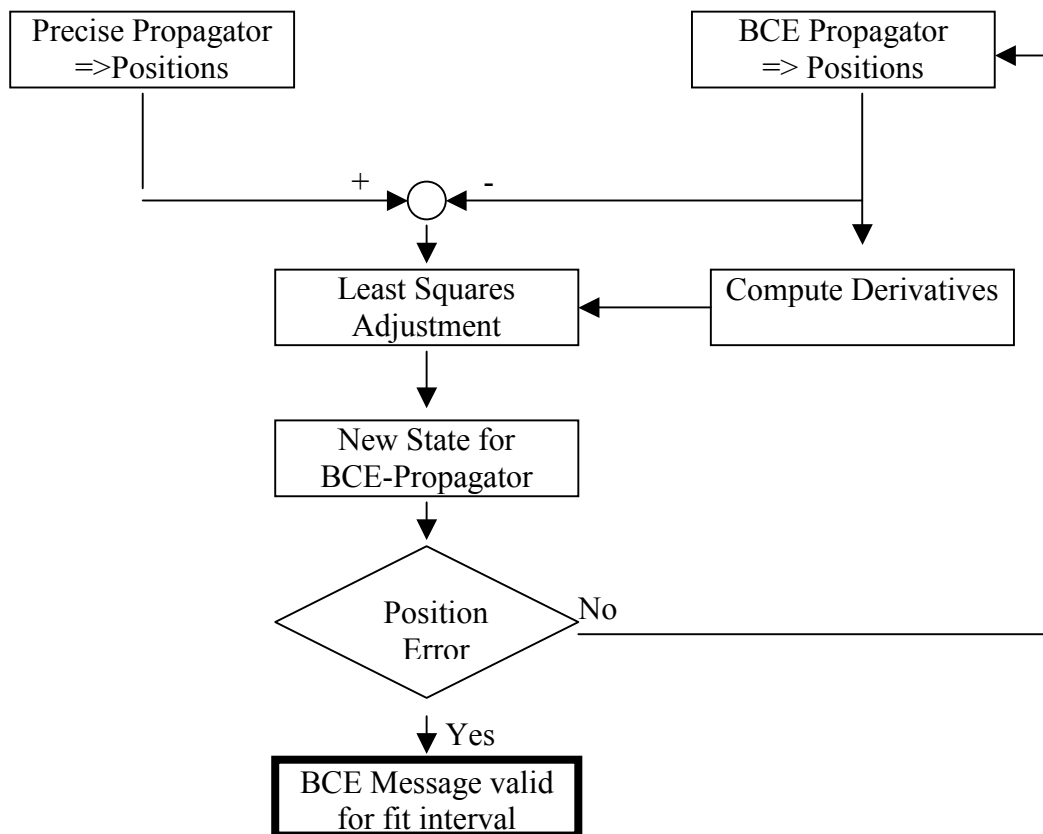 Precise Propagator
=>Positions
BCE Propagator
=> Positions
+
-
Least Squares
Adjustment
Compute Derivatives
New State for
BCE-Propagator
Position
Error
No
Yes
BCE Message valid
for fit interval